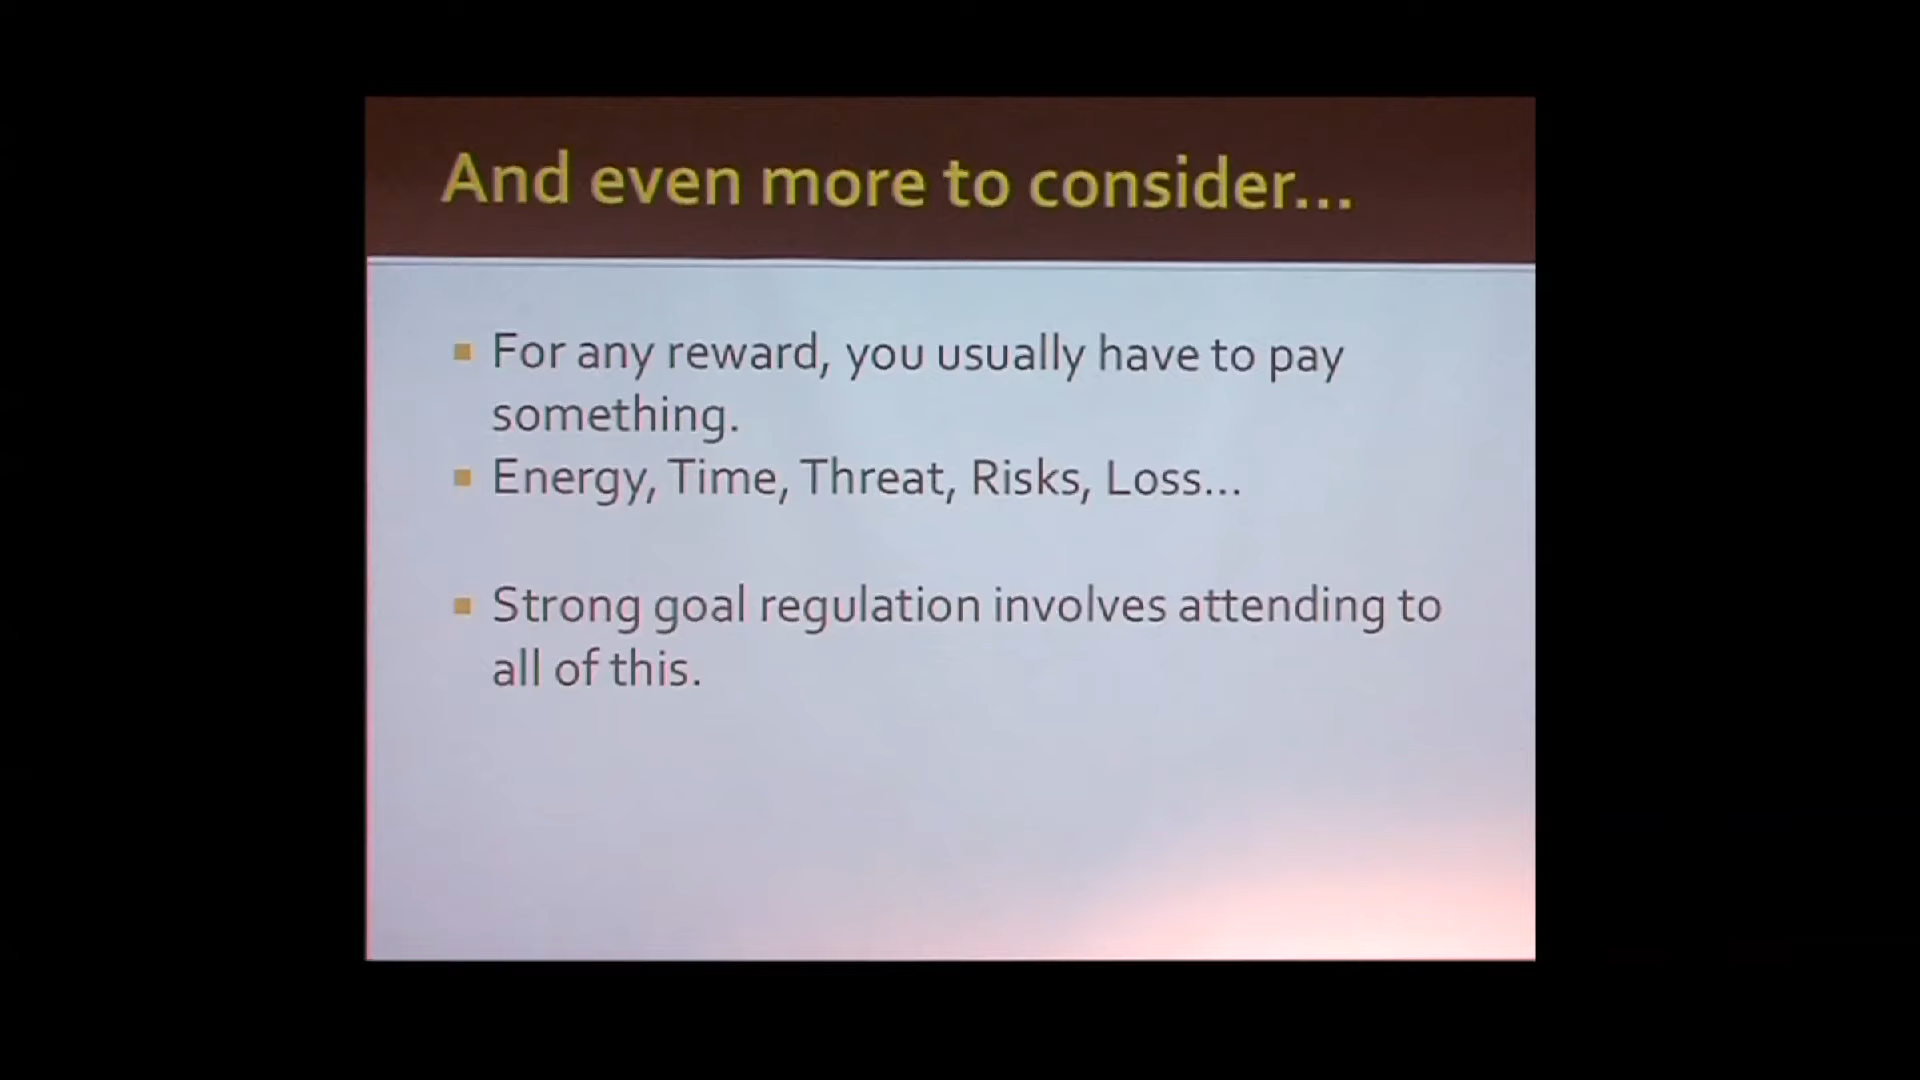 And even more to consider...
For any reward, you usually have to pay
something.
Energy, Time, Threat, Risks, Loss...
Strong goal regulation involves attending to
all of this.